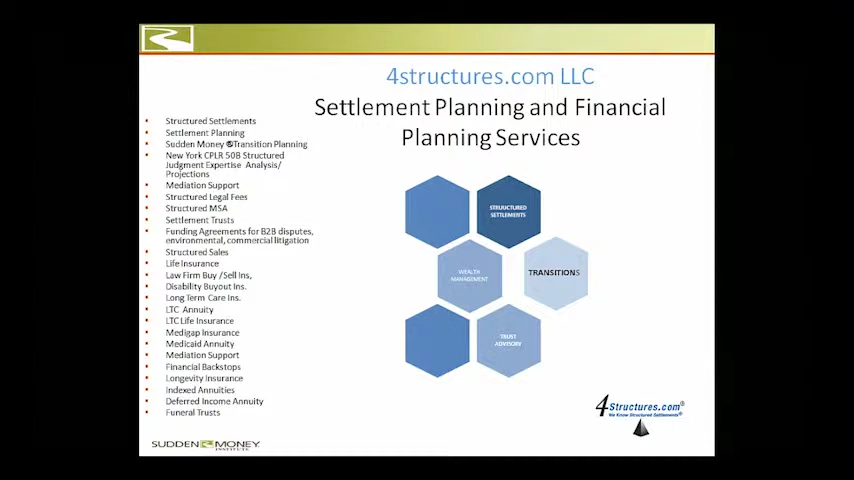 4structures.com LLC
Settlement Planning and Financial
Planning Services
Structured Settlements
Settlement Planning
Sudden Money ®Transition Planning
New York CPLR 50B Structured
Judgment Expertise Analysis/
Projections
Mediation Support
Structured Legal Fees
Structured MSA
Settlement Trusts
Funding Agreements for B2B disputes,
environmental, commercial litigation
Structured Sales
Life Insurance
Law Firm Buy /Sell Ins,
Disability Buyout Ins.
Long Term Care Ins.
LTC Annuity
LTC Life Insurance
Medigap Insurance
Medicaid Annuity
Mediation Support
Financial Backstops
Longevity Insurance
Indexed Annuities
Deferred Income Annuity
Funeral Trusts
STRUUCTURED
SETTLEMENTS
WEALTH
MANAGEMENT
TRANSITIONS
TRUST
ADVISORY
4Structures.com®
We Know Structured Settlements®
SUDDEN MONEY
INSTITUTE